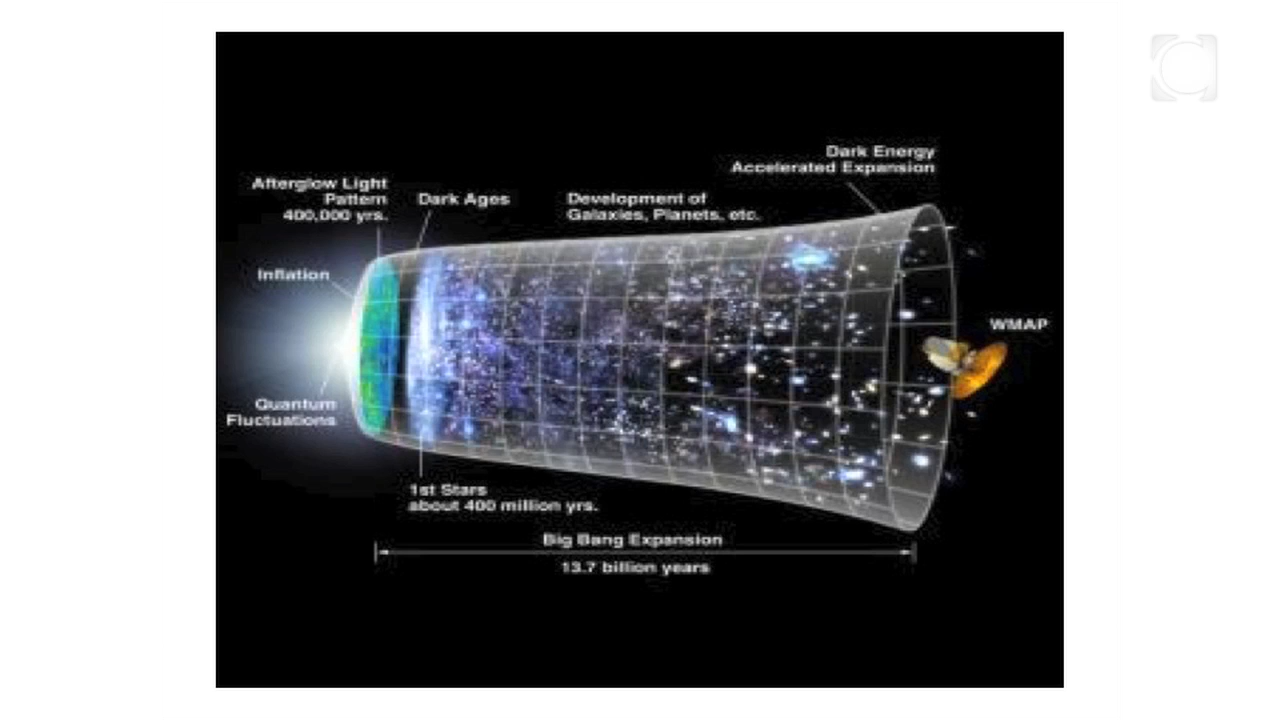 Dark Energy
Accelerated Expansion
Afterglow Light
Pattern
400,000 yrs.
Dark Ages
Development of
Galaxies, Planets, etc.
Inflation
WMAP
Quantum
Fluctuations
1st Stars
about 400 million yrs.
Big Bang Expansion
13.7 billion years